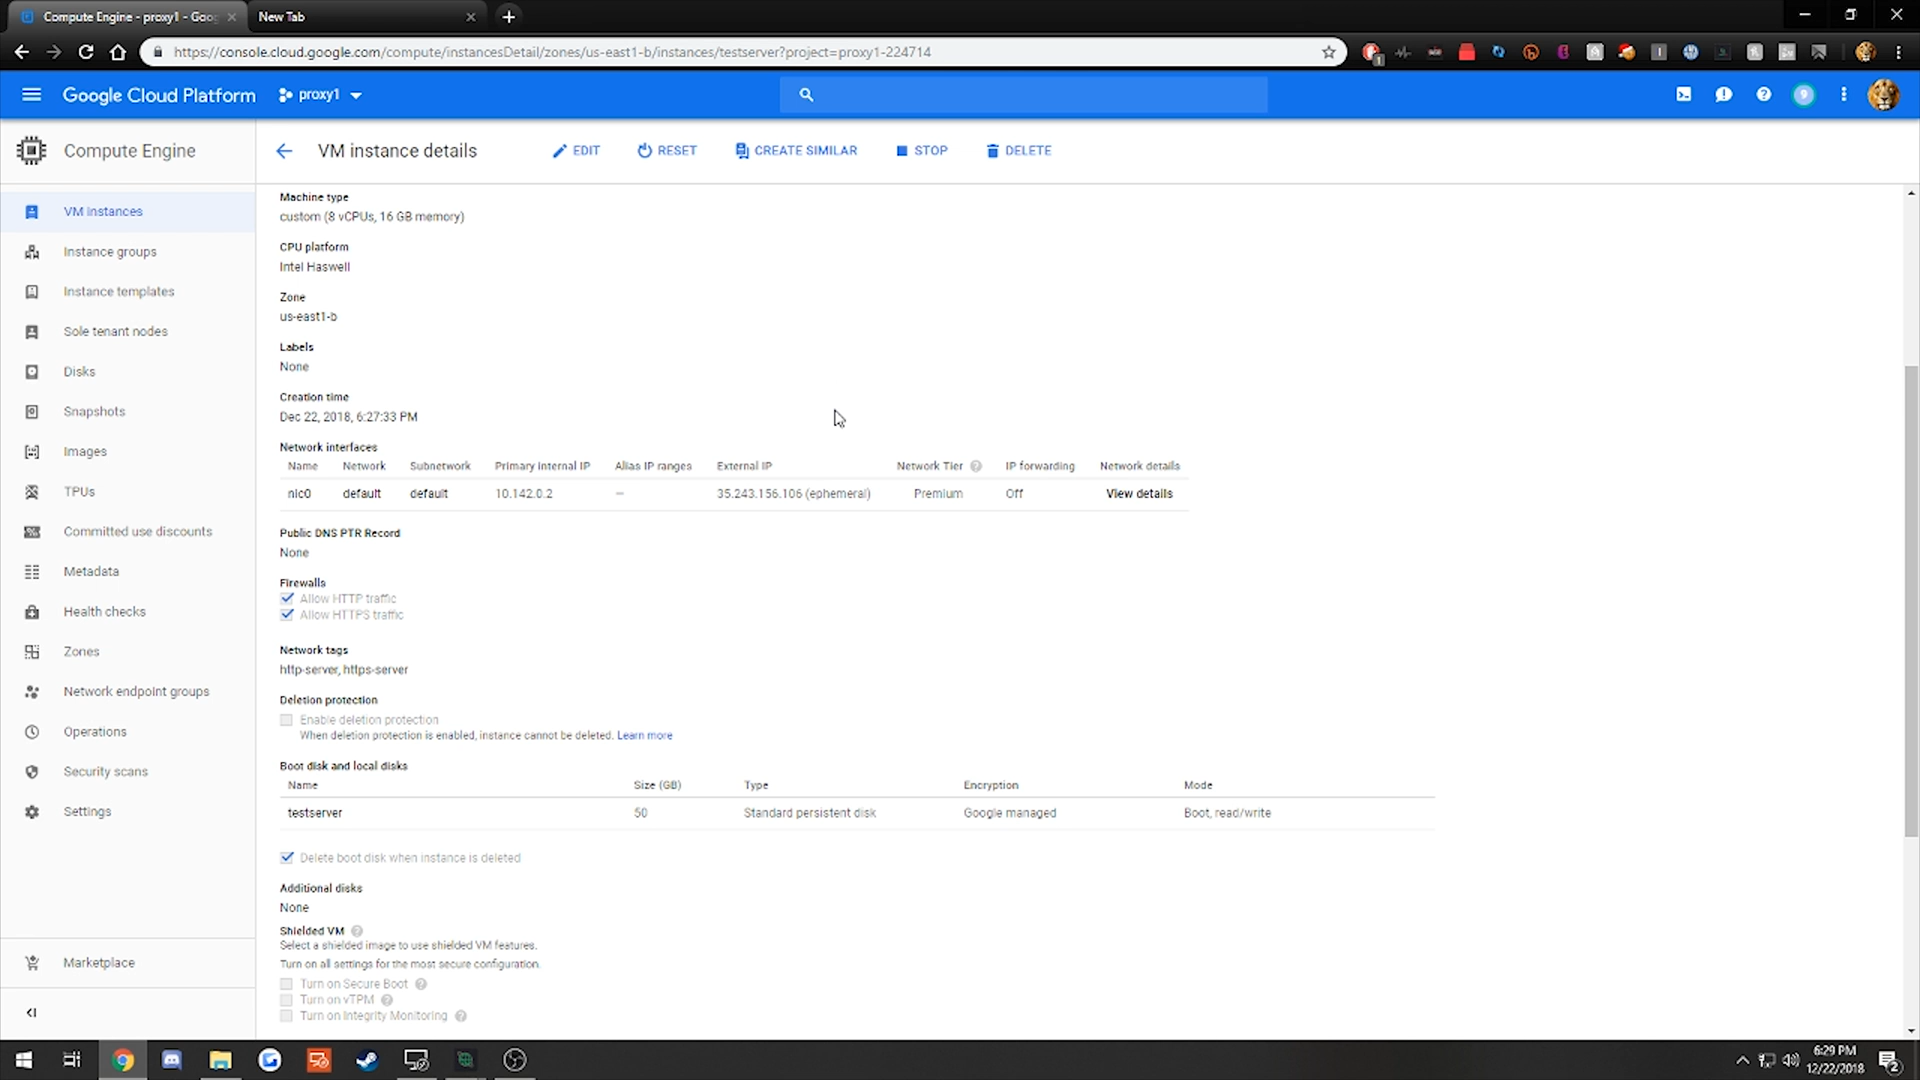 Compute Engine - proxy1 - Goog
New Tab
https://console.cloud.google.com/compute/instancesDetail/zones/us-east1-b/instances/testserver?project=proxy1-224714
Google Cloud Platform
proxy1
Compute Engine
VM instance details
EDIT
RESET
CREATE SIMILAR
STOP
DELETE
VM instances
Instance groups
Instance templates
Sole tenant nodes
Disks
Snapshots
Images
TPUs
Committed use discounts
Metadata
Health checks
Zones
Network endpoint groups
Operations
Security scans
Settings
Marketplace
Machine type
custom (8 vCPUs, 16 GB memory)
CPU platform
Intel Haswell
Zone
us-east1-b
Labels
None
Creation time
Dec 22, 2018, 6:27:33 PM
Network interfaces
Name Network Subnetwork Primary internal IP Alias IP ranges External IP Network Tier IP forwarding Network details
nic0 default default 10.142.0.2 — 35.243.156.106 (ephemeral) Premium Off View details
Public DNS PTR Record
None
Firewalls
Allow HTTP traffic
Allow HTTPS traffic
Network tags
http-server, https-server
Deletion protection
Enable deletion protection
When deletion protection is enabled, instance cannot be deleted. Learn more
Boot disk and local disks
Name Size (GB) Type Encryption Mode
testserver 50 Standard persistent disk Google managed Boot, read/write
Delete boot disk when instance is deleted
Additional disks
None
Shielded VM
Select a shielded image to use shielded VM features.
Turn on all settings for the most secure configuration.
Turn on Secure Boot
Turn on vTPM
Turn on Integrity Monitoring
6:29 PM
12/22/2018
2